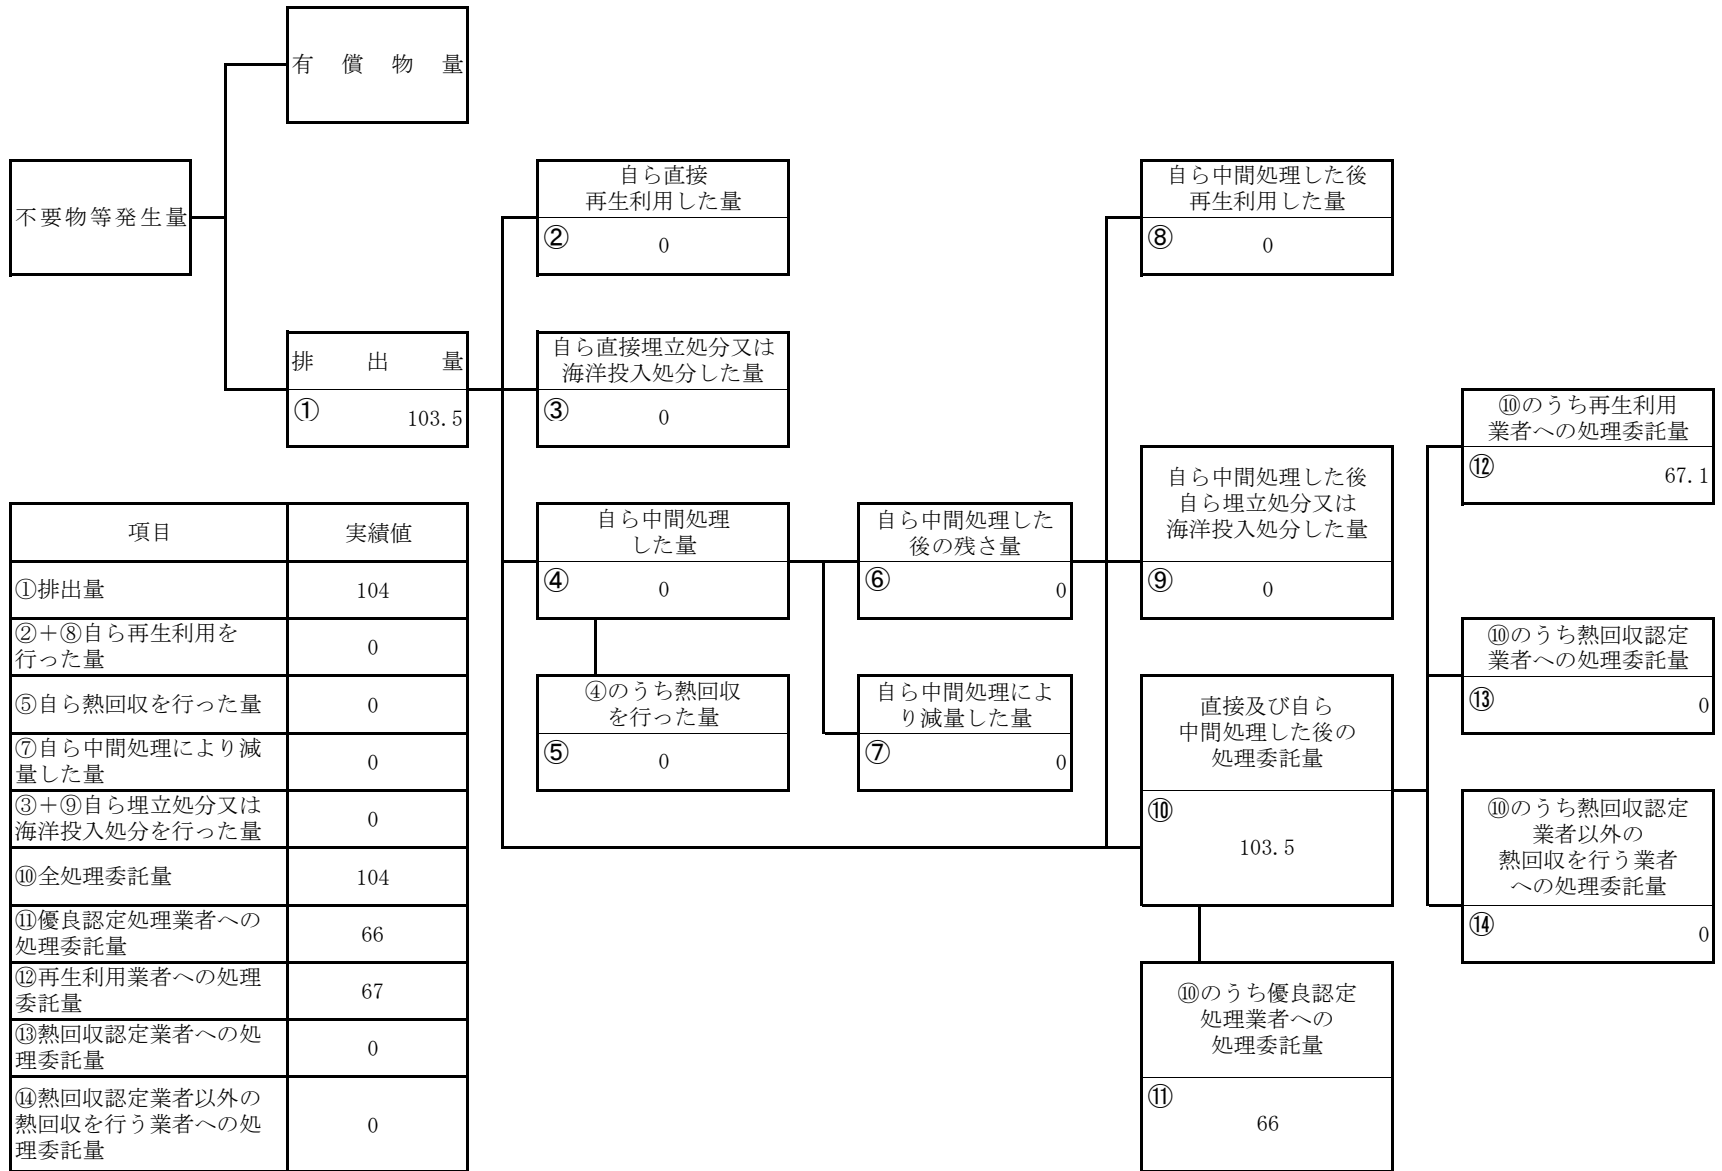 有償物量
不要物等発生量
排出量
①
103.5
自ら直接
再生利用した量
②
0
自ら直接埋立処分又は
海洋投入処分した量
③
0
自ら中間処理
した量
④
0
④のうち熱回収
を行った量
⑤
0
自ら中間処理した
後の残さ量
⑥
0
自ら中間処理によ
り減量した量
⑦
0
自ら中間処理した後
再生利用した量
⑧
0
自ら中間処理した後
自ら埋立処分又は
海洋投入処分した量
⑨
0
直接及び自ら
中間処理した後の
処理委託量
⑩
103.5
⑩のうち優良認定
処理業者への
処理委託量
⑪
66
⑩のうち再生利用
業者への処理委託量
⑫
67.1
⑩のうち熱回収認定
業者への処理委託量
⑬
0
⑩のうち熱回収認定
業者以外の
熱回収を行う業者
への処理委託量
⑭
0
項目 実績値
①排出量 104
②＋⑧自ら再生利用を
行った量 0
⑤自ら熱回収を行った量 0
⑦自ら中間処理により減
量した量 0
③＋⑨自ら埋立処分又は
海洋投入処分を行った量 0
⑩全処理委託量 104
⑪優良認定処理業者への
処理委託量 66
⑫再生利用業者への処理
委託量 67
⑬熱回収認定業者への処
理委託量 0
⑭熱回収認定業者以外の
熱回収を行う業者への処
理委託量 0